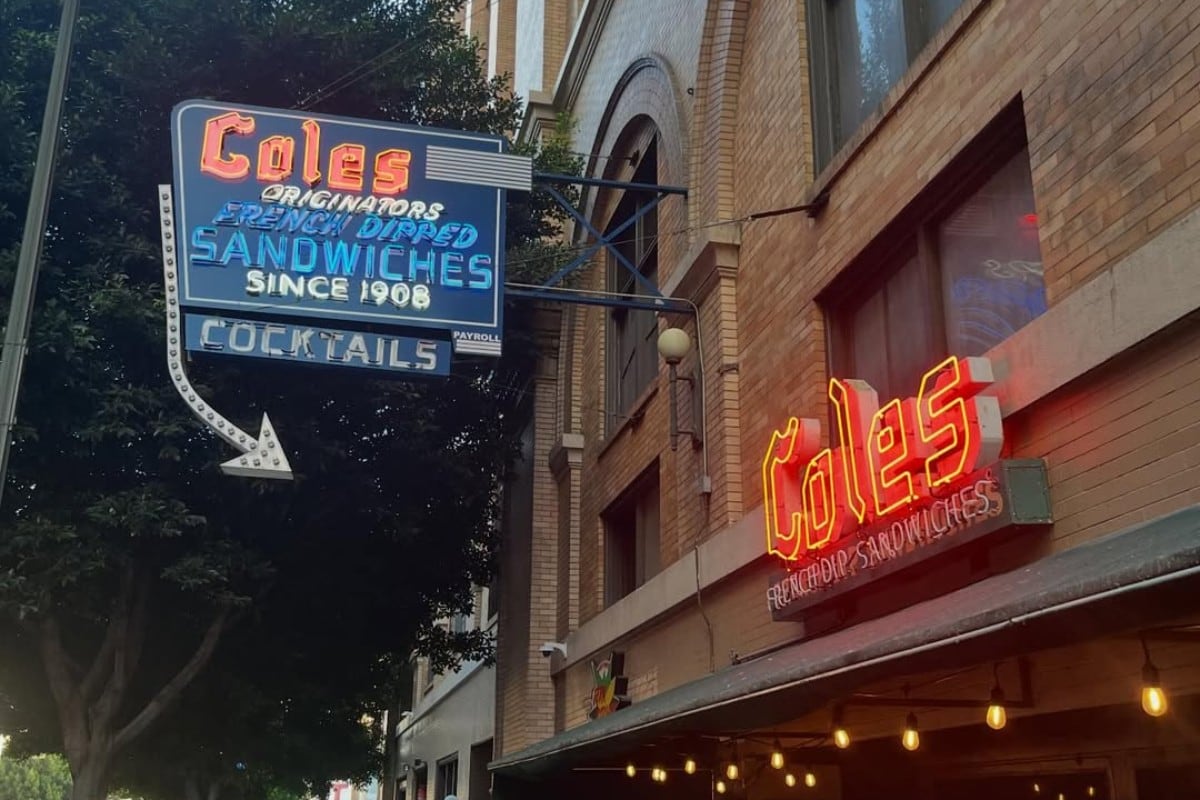 Coles
ORIGINATORS
FRENCH DIPPED
SANDWICHES
SINCE 1908
COCKTAILS
PAYROLL
Coles
FRENCH DIP SANDWICHES